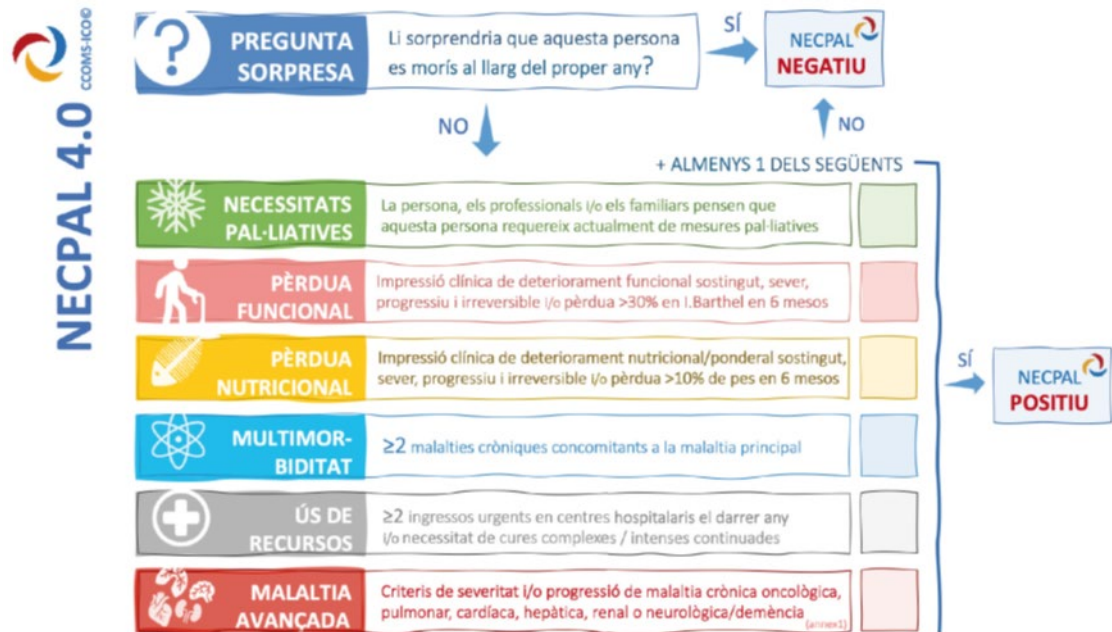 CCOMS-ICO©
NECPAL 4.0
PREGUNTA
SORPRESA
Li sorprendria que aquesta persona
es morís al llarg del proper any?
SÍ
NECPAL
NEGATIU
NO
NO
+ ALMENYS 1 DELS SEGÜENTS
NECESSITATS
PAL·LIATIVES
La persona, els professionals i/o els familiars pensen que
aquesta persona requereix actualment de mesures pal·liatives
PÈRDUA
FUNCIONAL
Impressió clínica de deteriorament funcional sostingut, sever,
progressiu i irreversible i/o pèrdua >30% en I.Barthel en 6 mesos
PÈRDUA
NUTRICIONAL
Impressió clínica de deteriorament nutricional/ponderal sostingut,
sever, progressiu i irreversible i/o pèrdua >10% de pes en 6 mesos
SÍ
NECPAL
POSITIU
MULTIMOR-
BIDITAT
≥2 malalties cròniques concomitants a la malaltia principal
ÚS DE
RECURSOS
≥2 ingressos urgents en centres hospitalaris el darrer any
i/o necessitat de cures complexes / intenses continuades
MALALTIA
AVANÇADA
Criteris de severitat i/o progressió de malaltia crònica oncològica,
pulmonar, cardíaca, hepàtica, renal o neurològica/demència
(annex1)